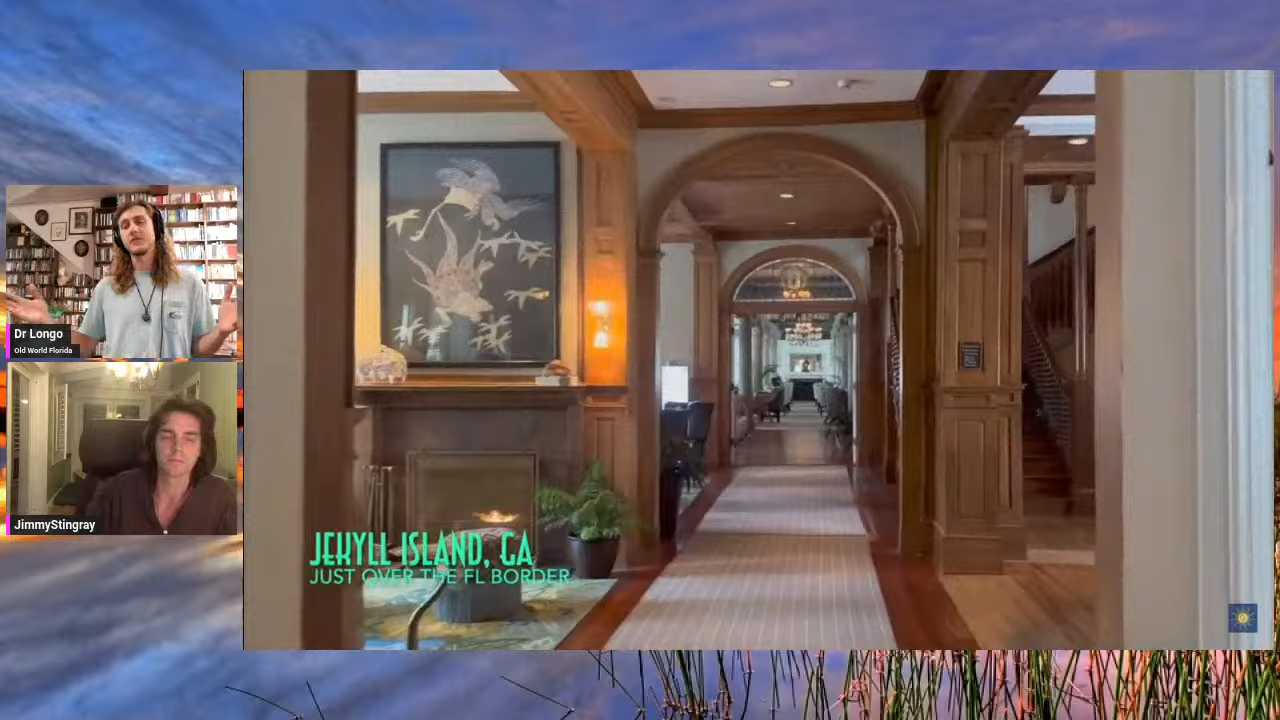 Dr Longo
Old World Florida
JimmyStingray
JEKYLL ISLAND, GA
JUST OVER THE FL BORDER